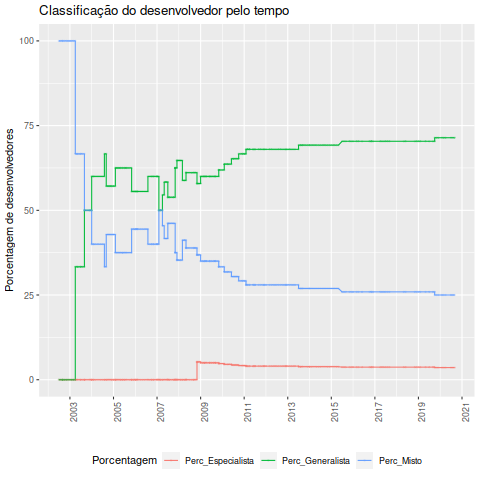 Classificação do desenvolvedor pelo tempo
Porcentagem de desenvolvedores
100
75
50
25
0
2003
2005
2007
2009
2011
2013
2015
2017
2019
2021
Porcentagem
Perc_Especialista
Perc_Generalista
Perc_Misto